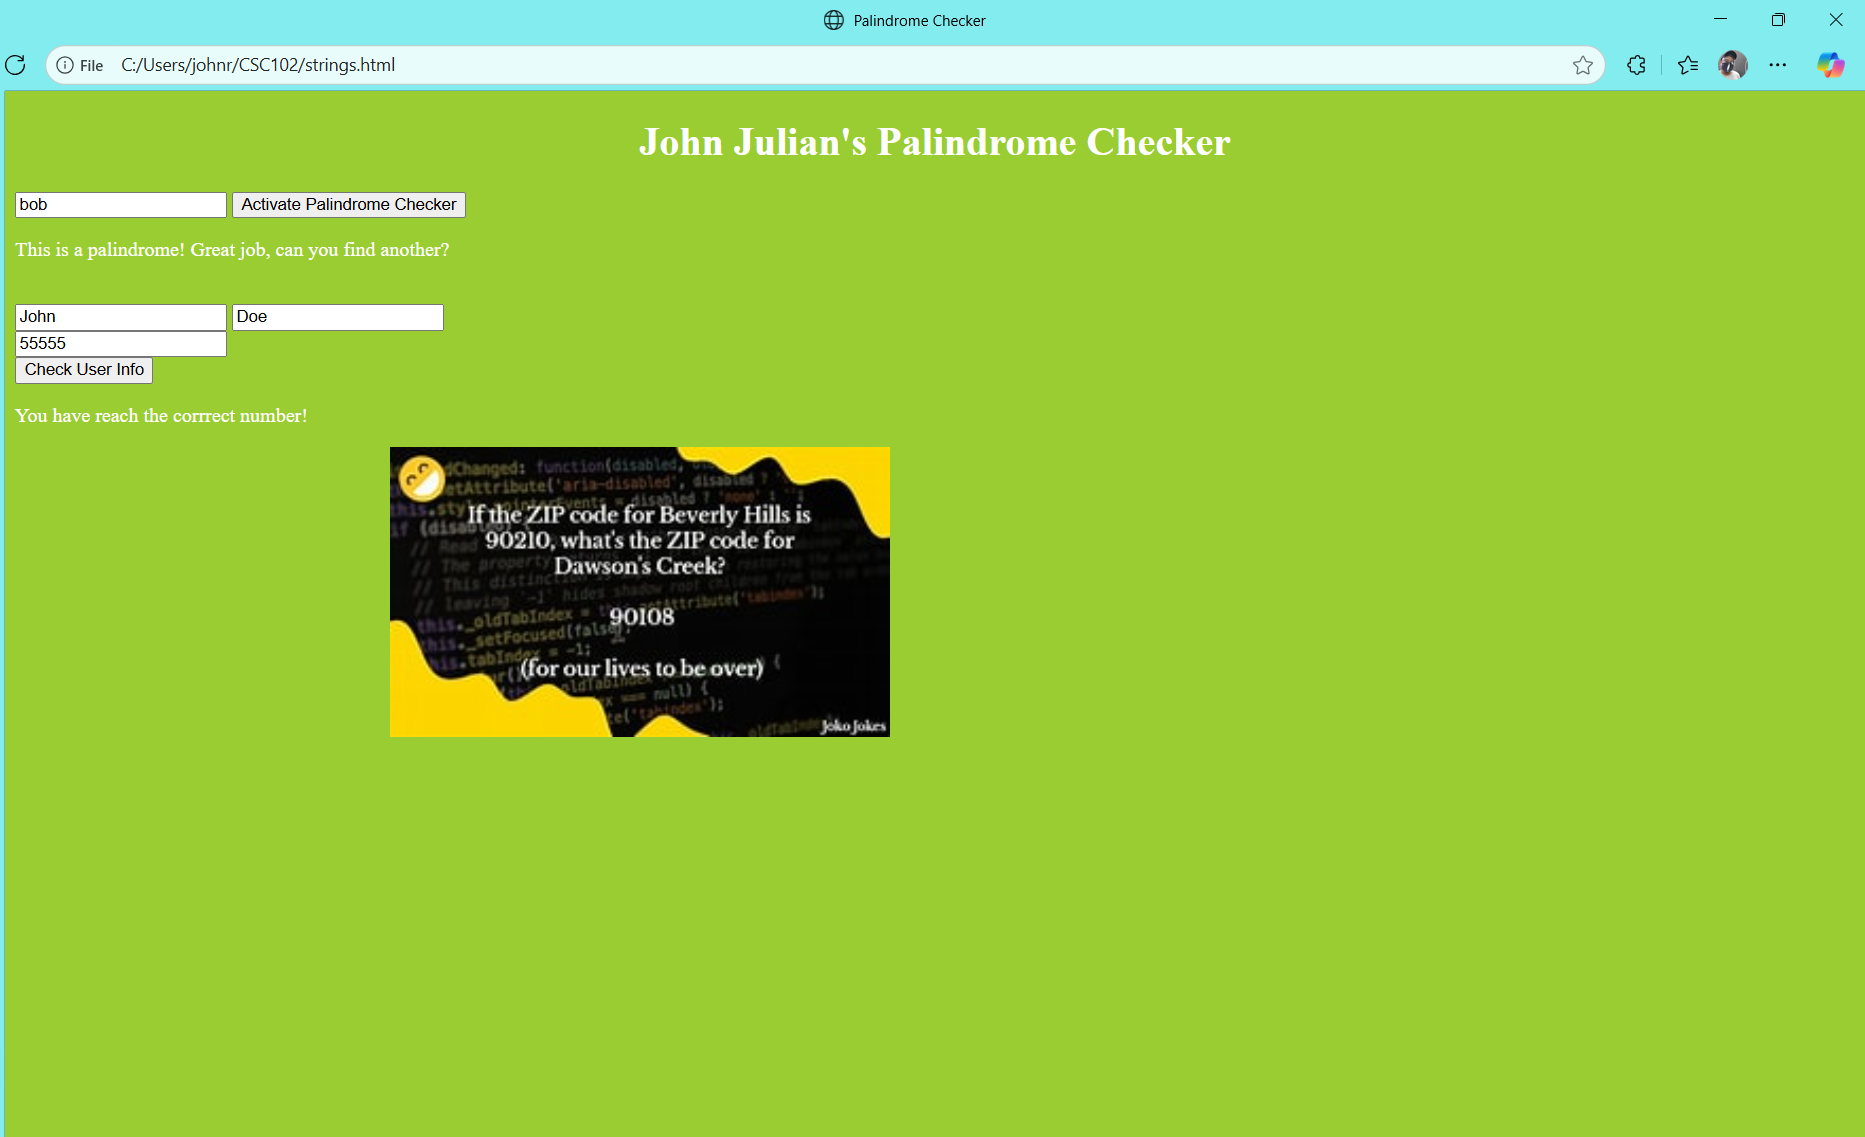 Palindrome Checker
File C:/Users/johnr/CSC102/strings.html
John Julian's Palindrome Checker
bob Activate Palindrome Checker
This is a palindrome! Great job, can you find another?
John Doe
55555
Check User Info
You have reach the corrrect number!
If the ZIP code for Beverly Hills is
90210, what's the ZIP code for
Dawson's Creek?
90108
(for our lives to be over)
Joko Jokes